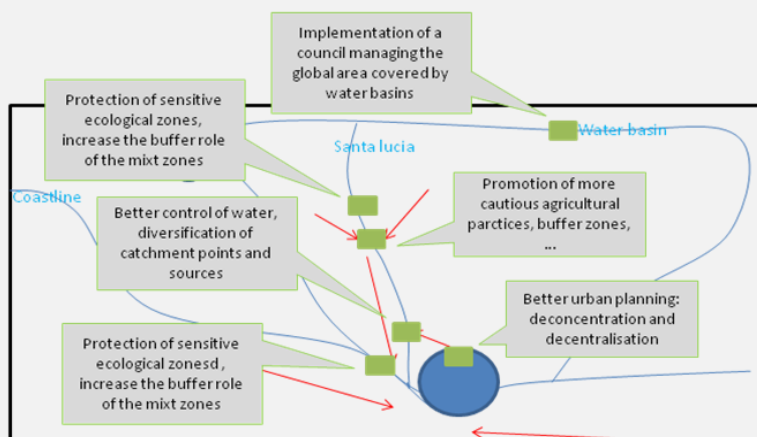 Implementation of a
council managing the
global area covered by
water basins
Protection of sensitive
ecological zones,
increase the buffer role
of the mixt zones
Santa lucia
Water basin
Coastline
Better control of water,
diversification of
catchment points and
sources
Promotion of more
cautious agricultural
parctices, buffer zones,
...
Better urban planning:
deconcentration and
decentralisation
Protection of sensitive
ecological zonesd ,
increase the buffer role
of the mixt zones